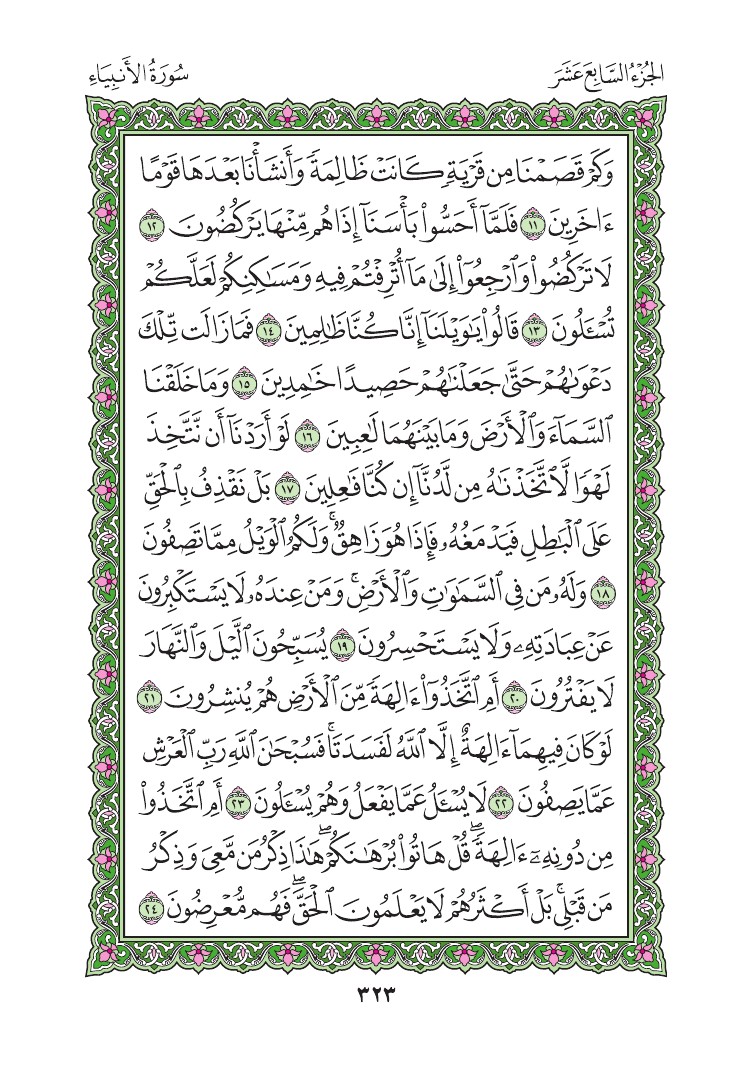 الجزء السابع عشر
سورة الأنبياء
وَكَمْ قَصَمْنَا مِن قَرْيَةٍ كَانَتْ ظَالِمَةً وَأَنشَأْنَا بَعْدَهَا قَوْمًا
ءَاخَرِينَ ١١ فَلَمَّآ أَحَسُّوا۟ بَأْسَنَآ إِذَا هُم مِّنْهَا يَرْكُضُونَ ١٢
لَا تَرْكُضُوا۟ وَٱرْجِعُوٓا۟ إِلَىٰ مَآ أُتْرِفْتُمْ فِيهِ وَمَسَـٰكِنِكُمْ لَعَلَّكُمْ
تُسْـَٔلُونَ ١٣ قَالُوا۟ يَـٰوَيْلَنَآ إِنَّا كُنَّا ظَـٰلِمِينَ ١٤ فَمَا زَالَت تِّلْكَ
دَعْوَىٰهُمْ حَتَّىٰ جَعَلْنَـٰهُمْ حَصِيدًا خَـٰمِدِينَ ١٥ وَمَا خَلَقْنَا
ٱلسَّمَآءَ وَٱلْأَرْضَ وَمَا بَيْنَهُمَا لَـٰعِبِينَ ١٦ لَوْ أَرَدْنَآ أَن نَّتَّخِذَ
لَهْوًا لَّٱتَّخَذْنَـٰهُ مِن لَّدُنَّآ إِن كُنَّا فَـٰعِلِينَ ١٧ بَلْ نَقْذِفُ بِٱلْحَقِّ
عَلَى ٱلْبَـٰطِلِ فَيَدْمَغُهُۥ فَإِذَا هُوَ زَاهِقٌ ۚ وَلَكُمُ ٱلْوَيْلُ مِمَّا تَصِفُونَ
١٨ وَلَهُۥ مَن فِى ٱلسَّمَـٰوَٰتِ وَٱلْأَرْضِ ۚ وَمَنْ عِندَهُۥ لَا يَسْتَكْبِرُونَ
عَنْ عِبَادَتِهِۦ وَلَا يَسْتَحْسِرُونَ ١٩ يُسَبِّحُونَ ٱلَّيْلَ وَٱلنَّهَارَ
لَا يَفْتُرُونَ ٢٠ أَمِ ٱتَّخَذُوٓا۟ ءَالِهَةً مِّنَ ٱلْأَرْضِ هُمْ يُنشِرُونَ ٢١
لَوْ كَانَ فِيهِمَآ ءَالِهَةٌ إِلَّا ٱللَّهُ لَفَسَدَتَا ۚ فَسُبْحَـٰنَ ٱللَّهِ رَبِّ ٱلْعَرْشِ
عَمَّا يَصِفُونَ ٢٢ لَا يُسْـَٔلُ عَمَّا يَفْعَلُ وَهُمْ يُسْـَٔلُونَ ٢٣ أَمِ ٱتَّخَذُوا۟
مِن دُونِهِۦٓ ءَالِهَةً ۖ قُلْ هَاتُوا۟ بُرْهَـٰنَكُمْ ۖ هَـٰذَا ذِكْرُ مَن مَّعِىَ وَذِكْرُ
مَن قَبْلِى ۗ بَلْ أَكْثَرُهُمْ لَا يَعْلَمُونَ ٱلْحَقَّ ۖ فَهُم مُّعْرِضُونَ ٢٤
٣٢٣